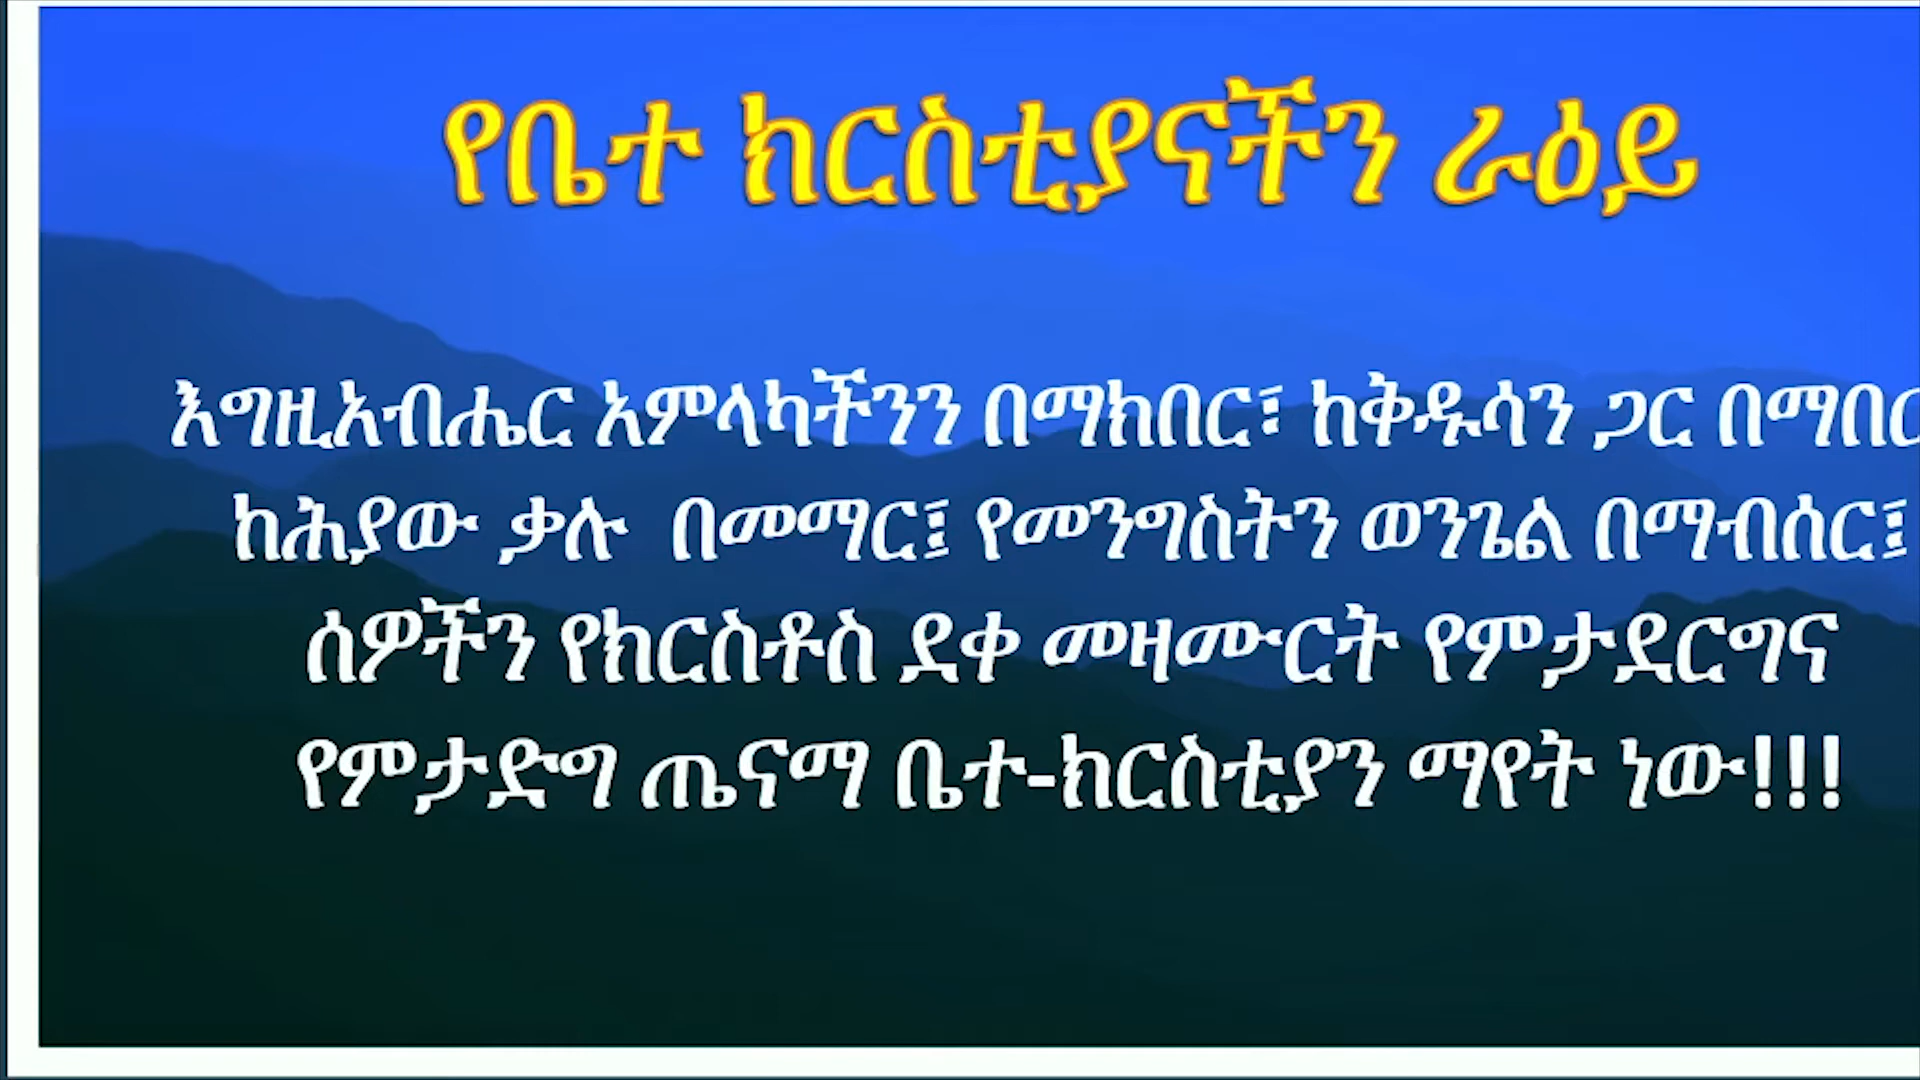 የቤተ ክርስቲያናችን ራዕይ
እግዚአብሔር አምላካችንን በማክበር፣ ከቅዱሳን ጋር በማበር
ከሕያው ቃሉ በመማር፤ የመንግስትን ወንጌል በማብሰር፤
ሰዎችን የክርስቶስ ደቀ መዛሙርት የምታደርግና
የምታድግ ጤናማ ቤተ-ክርስቲያን ማየት ነው!!!